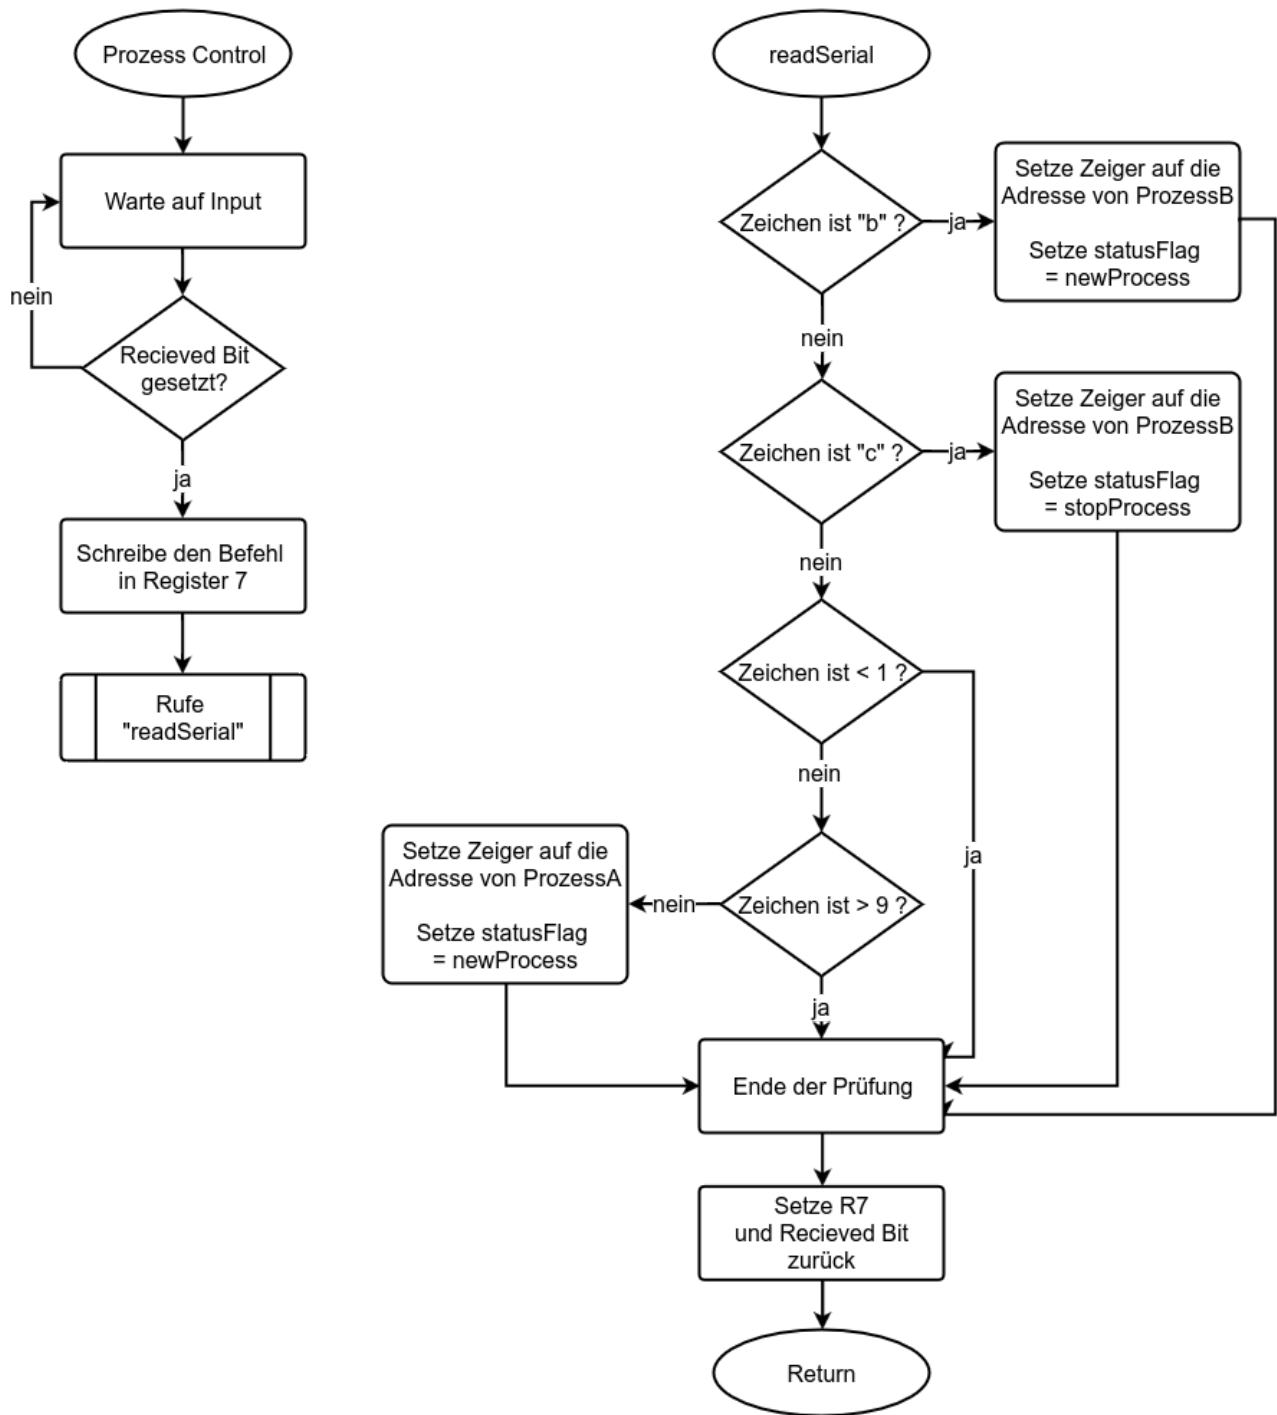 Prozess Control
Warte auf Input
nein
Recieved Bit
gesetzt?
ja
Schreibe den Befehl
in Register 7
Rufe
"readSerial"
readSerial
Zeichen ist "b" ?
ja
Setze Zeiger auf die
Adresse von ProzessB
Setze statusFlag
= newProcess
nein
Zeichen ist "c" ?
ja
Setze Zeiger auf die
Adresse von ProzessB
Setze statusFlag
= stopProcess
nein
Zeichen ist < 1 ?
nein
ja
Zeichen ist > 9 ?
nein
Setze Zeiger auf die
Adresse von ProzessA
Setze statusFlag
= newProcess
ja
Ende der Prüfung
Setze R7
und Recieved Bit
zurück
Return